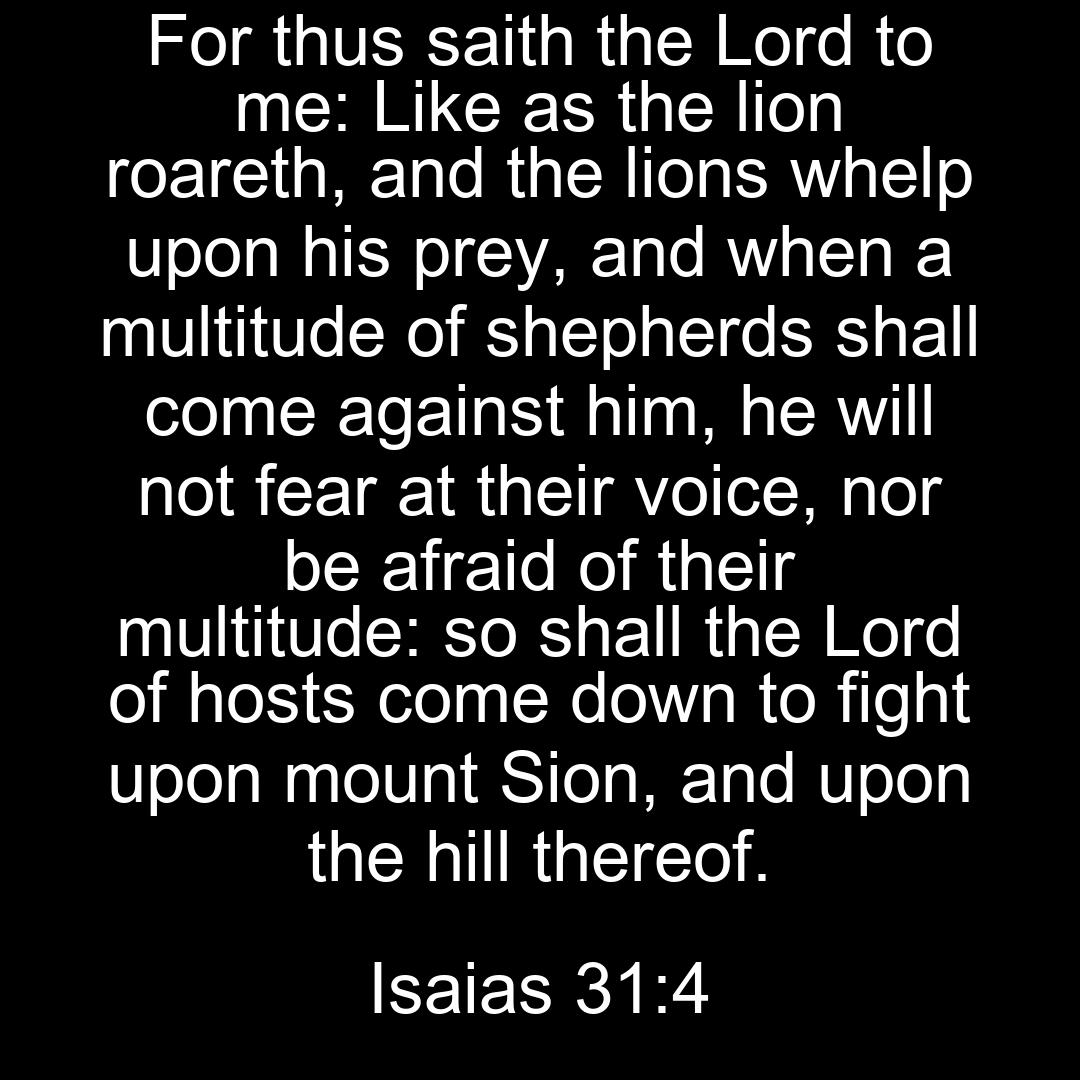 For thus saith the Lord to
me: Like as the lion
roareth, and the lions whelp
upon his prey, and when a
multitude of shepherds shall
come against him, he will
not fear at their voice, nor
be afraid of their
multitude: so shall the Lord
of hosts come down to fight
upon mount Sion, and upon
the hill thereof.
Isaias 31:4